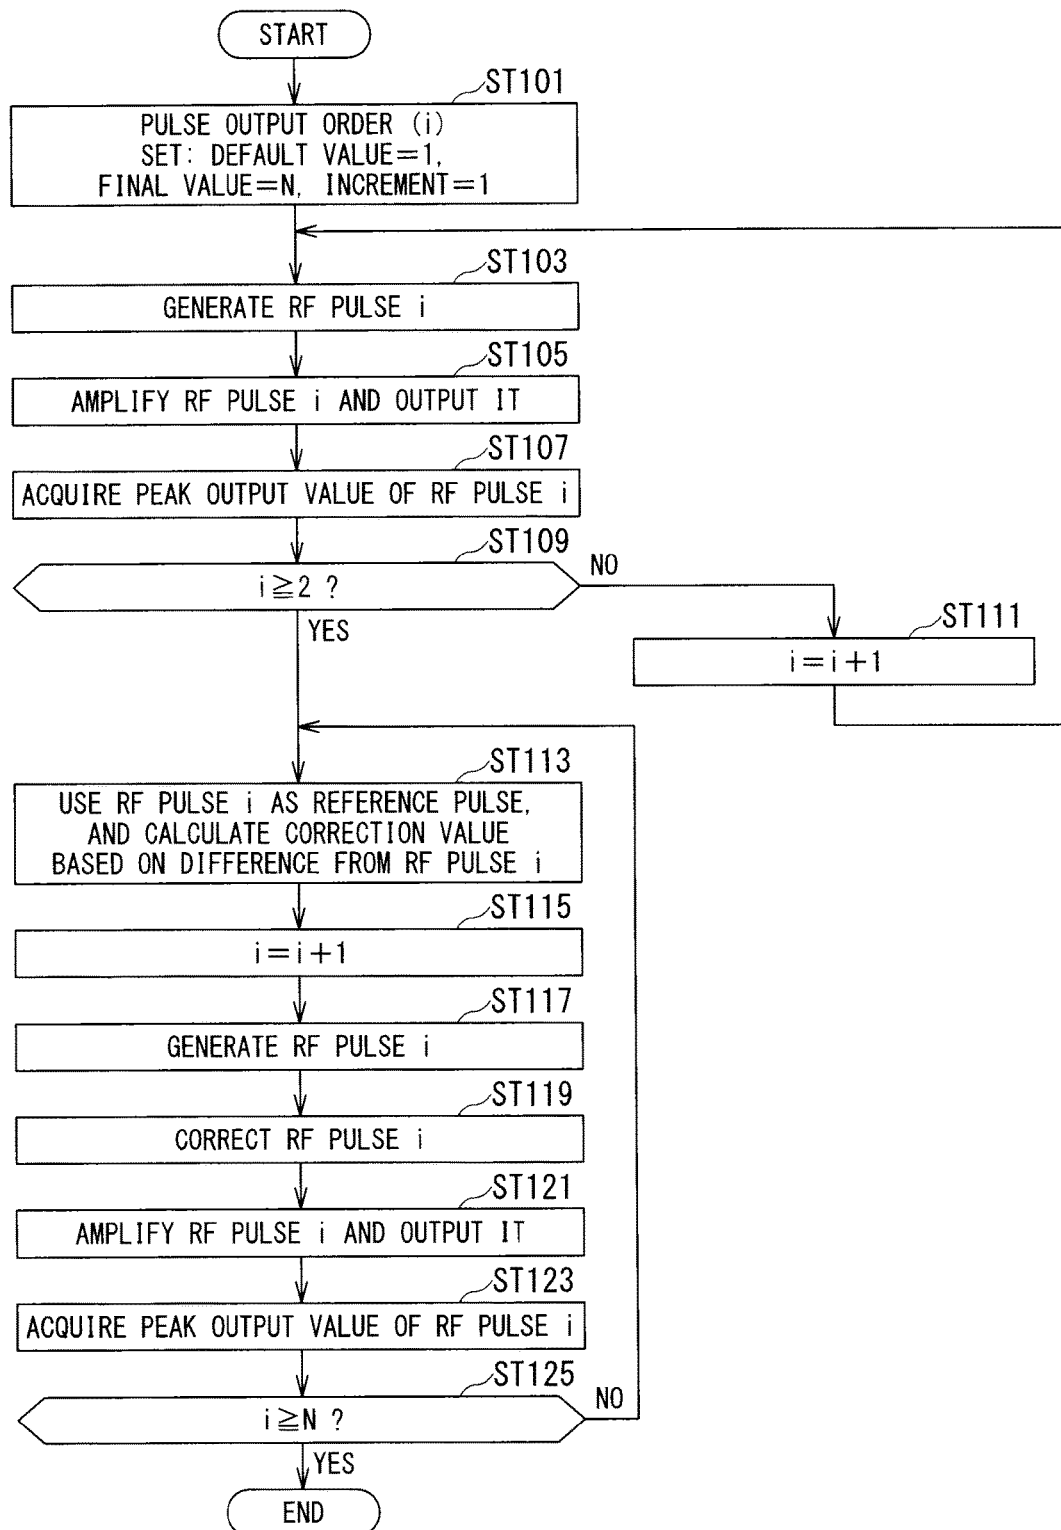 START
ST101
PULSE OUTPUT ORDER (i)
SET: DEFAULT VALUE=1,
FINAL VALUE=N, INCREMENT=1
ST103
GENERATE RF PULSE i
ST105
AMPLIFY RF PULSE i AND OUTPUT IT
ST107
ACQUIRE PEAK OUTPUT VALUE OF RF PULSE i
ST109
i≧2 ?
NO
YES
ST111
i=i+1
ST113
USE RF PULSE i AS REFERENCE PULSE,
AND CALCULATE CORRECTION VALUE
BASED ON DIFFERENCE FROM RF PULSE i
ST115
i=i+1
ST117
GENERATE RF PULSE i
ST119
CORRECT RF PULSE i
ST121
AMPLIFY RF PULSE i AND OUTPUT IT
ST123
ACQUIRE PEAK OUTPUT VALUE OF RF PULSE i
ST125
i≧N ?
NO
YES
END